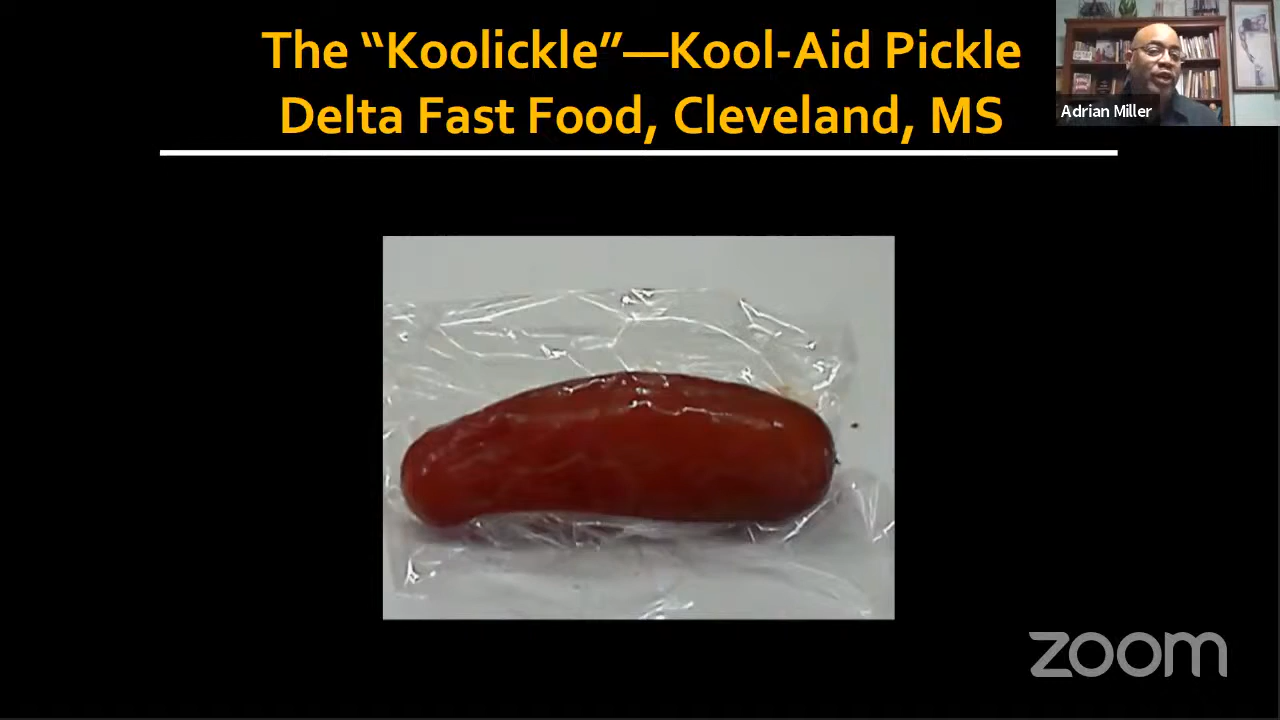 The “Koolickle”—Kool-Aid Pickle
Delta Fast Food, Cleveland, MS
Adrian Miller
zoom